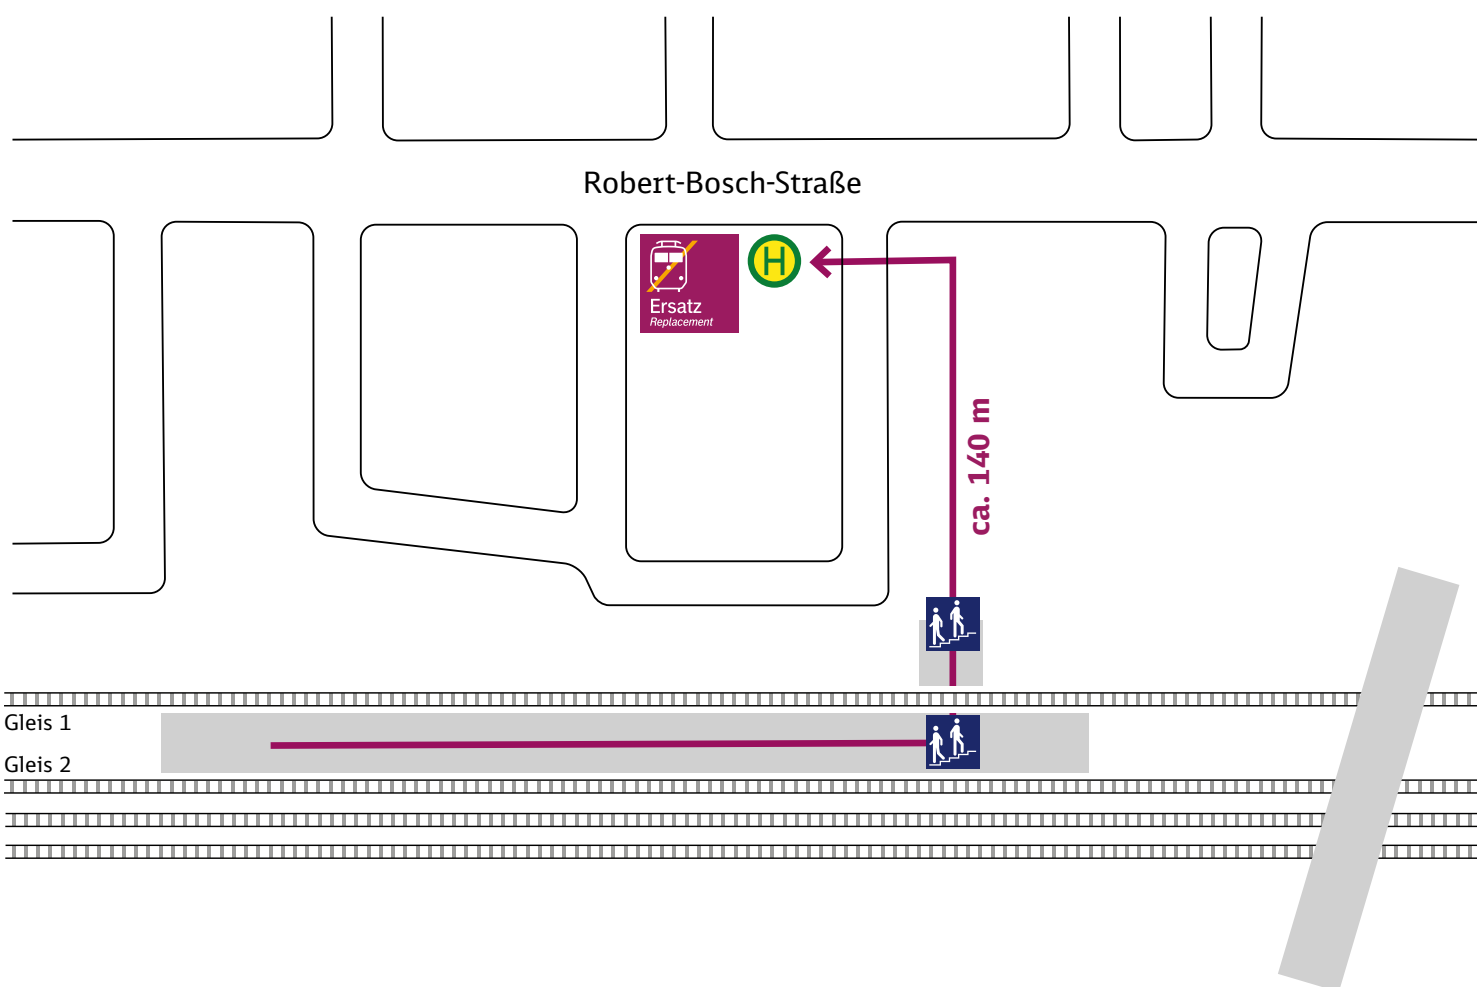 Robert-Bosch-Straße
H
Ersatz
Replacement
ca. 140 m
Gleis 1
Gleis 2